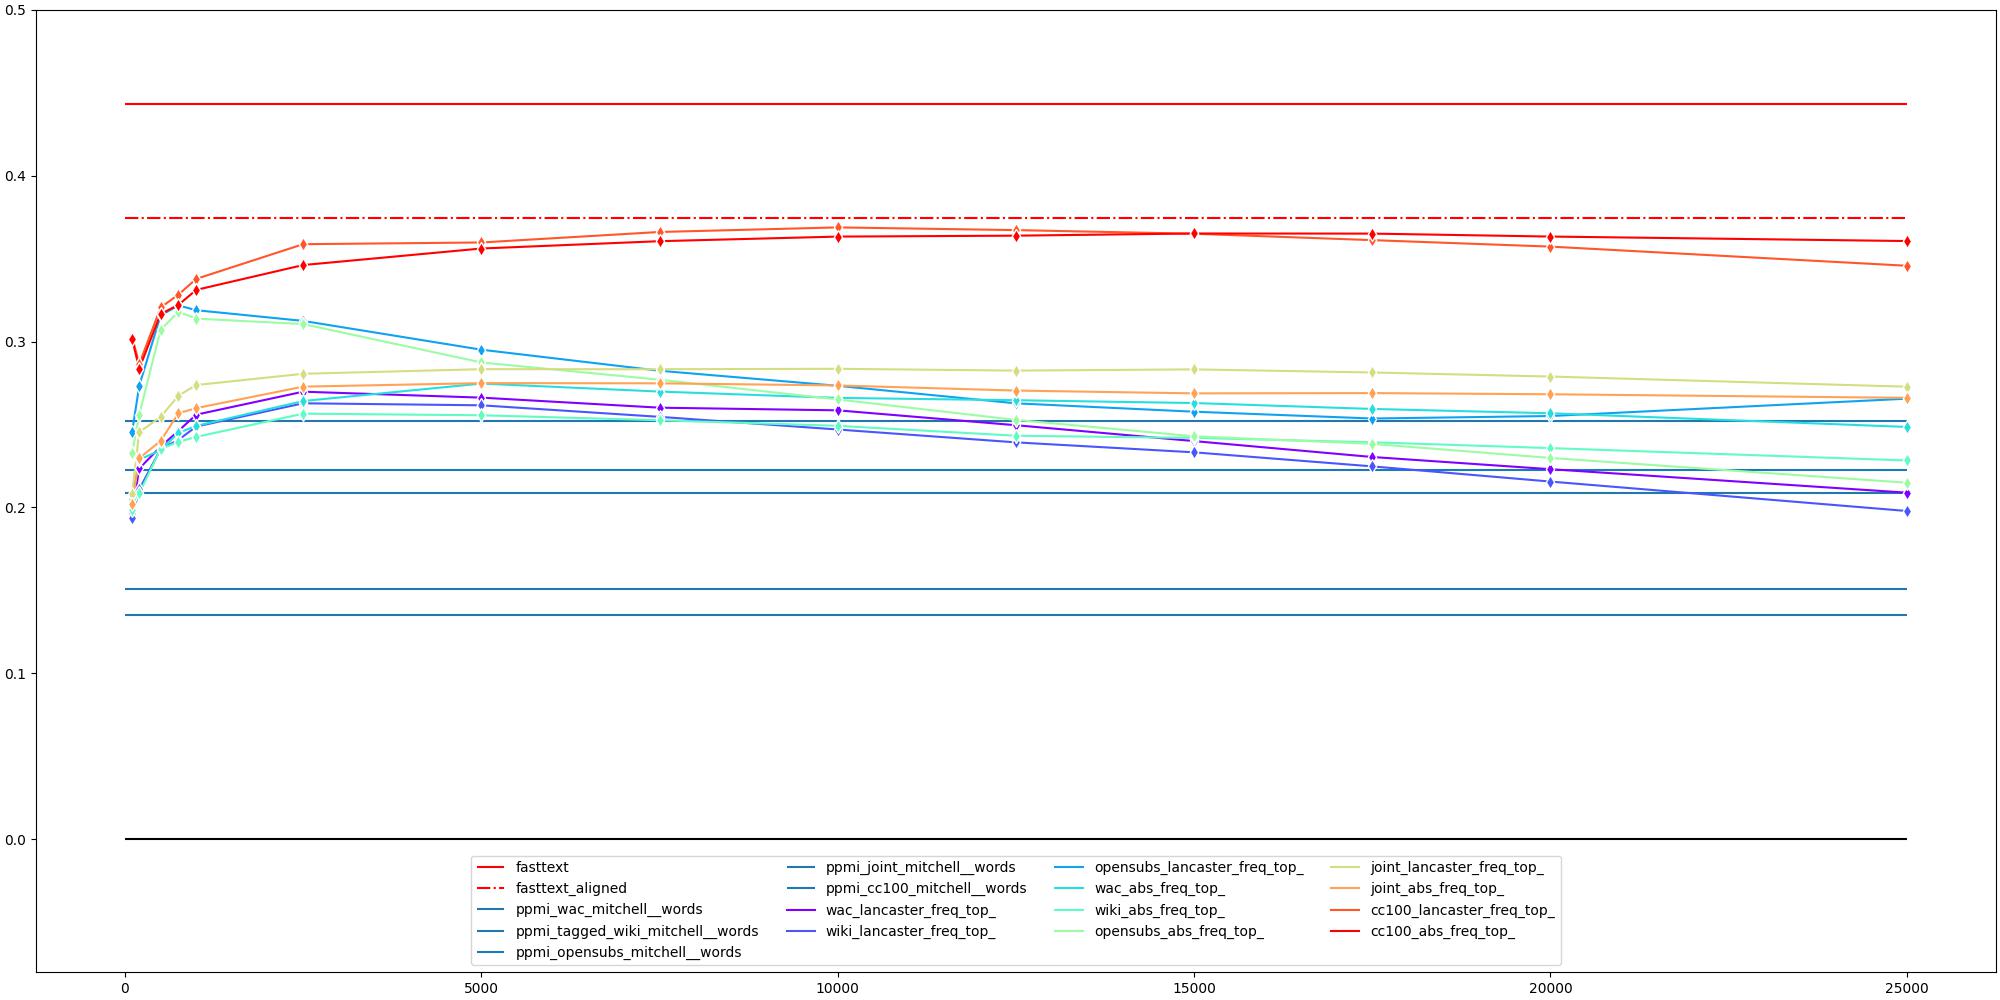 0.5
0.4
0.3
0.2
0.1
0.0
fasttext
fasttext_aligned
ppmi_wac_mitchell__words
ppmi_tagged_wiki_mitchell__words
ppmi_opensubs_mitchell__words
ppmi_joint_mitchell__words
ppmi_cc100_mitchell__words
wac_lancaster_freq_top_
wiki_lancaster_freq_top_
opensubs_lancaster_freq_top_
wac_abs_freq_top_
wiki_abs_freq_top_
opensubs_abs_freq_top_
joint_lancaster_freq_top_
joint_abs_freq_top_
cc100_lancaster_freq_top_
cc100_abs_freq_top_
0 5000 10000 15000 20000 25000